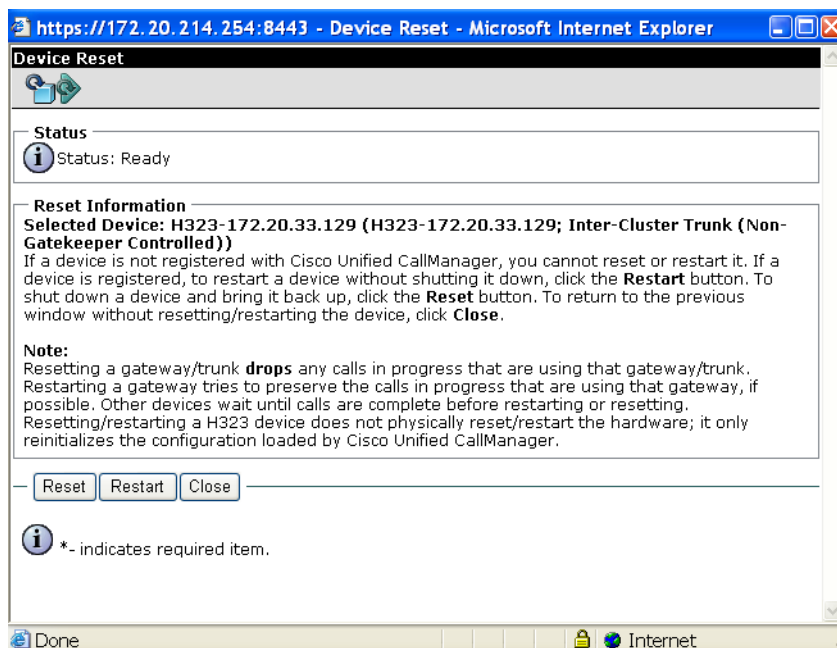 https://172.20.214.254:8443 - Device Reset - Microsoft Internet Explorer
Device Reset
Status
Status: Ready
Reset Information
Selected Device: H323-172.20.33.129 (H323-172.20.33.129; Inter-Cluster Trunk (Non-
Gatekeeper Controlled))
If a device is not registered with Cisco Unified CallManager, you cannot reset or restart it. If a
device is registered, to restart a device without shutting it down, click the Restart button. To
shut down a device and bring it back up, click the Reset button. To return to the previous
window without resetting/restarting the device, click Close.
Note:
Resetting a gateway/trunk drops any calls in progress that are using that gateway/trunk.
Restarting a gateway tries to preserve the calls in progress that are using that gateway, if
possible. Other devices wait until calls are complete before restarting or resetting.
Resetting/restarting a H323 device does not physically reset/restart the hardware; it only
reinitializes the configuration loaded by Cisco Unified CallManager.
Reset Restart Close
*- indicates required item.
Done Internet